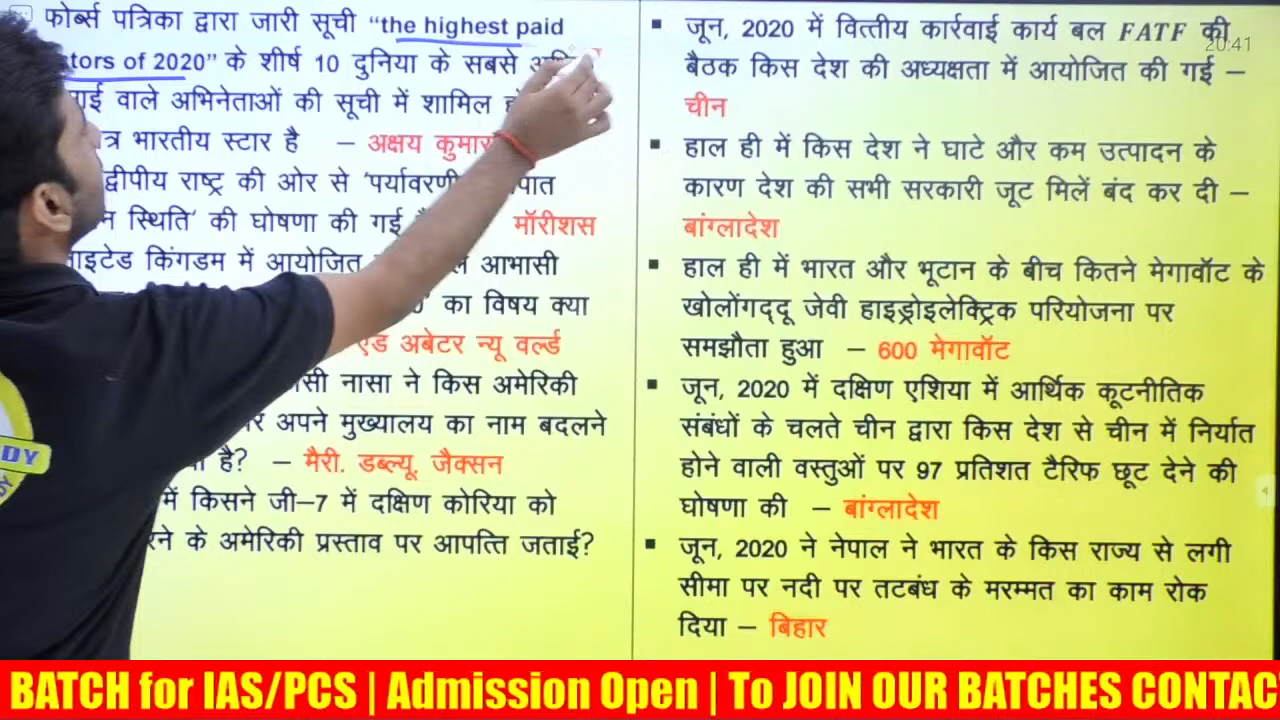 फोर्ब्स पत्रिका द्वारा जारी सूची “the highest paid
tors of 2020” के शीर्ष 10 दुनिया के सबसे
वाले अभिनेताओं की सूची में शामिल
भारतीय स्टार है – अक्षय कुमार
द्वीपीय राष्ट्र की ओर से
स्थिति’ की घोषणा की गई मॉरीशस
किंगडम में आयोजित आभासी
का विषय क्या
अबेटर न्यू वर्ल्ड
नासा ने किस अमेरिकी
अपने मुख्यालय का नाम बदलने
है? – मैरी. डब्ल्यू. जैक्सन
में किसने जी–7 में दक्षिण कोरिया को
के अमेरिकी प्रस्ताव पर आपत्ति जताई?
20:41
▪ जून, 2020 में वित्तीय कार्रवाई कार्य बल FATF की
बैठक किस देश की अध्यक्षता में आयोजित की गई –
चीन
▪ हाल ही में किस देश ने घाटे और कम उत्पादन के
कारण देश की सभी सरकारी जूट मिलें बंद कर दी –
बांग्लादेश
▪ हाल ही में भारत और भूटान के बीच कितने मेगावॉट के
खोलोंगद्दू जेवी हाइड्रोइलेक्ट्रिक परियोजना पर
समझौता हुआ – 600 मेगावॉट
▪ जून, 2020 में दक्षिण एशिया में आर्थिक कूटनीतिक
संबंधों के चलते चीन द्वारा किस देश से चीन में निर्यात
होने वाली वस्तुओं पर 97 प्रतिशत टैरिफ छूट देने की
घोषणा की – बांग्लादेश
▪ जून, 2020 ने नेपाल ने भारत के किस राज्य से लगी
सीमा पर नदी पर तटबंध के मरम्मत का काम रोक
दिया – बिहार
DY
BATCH for IAS/PCS | Admission Open | To JOIN OUR BATCHES CONTAC